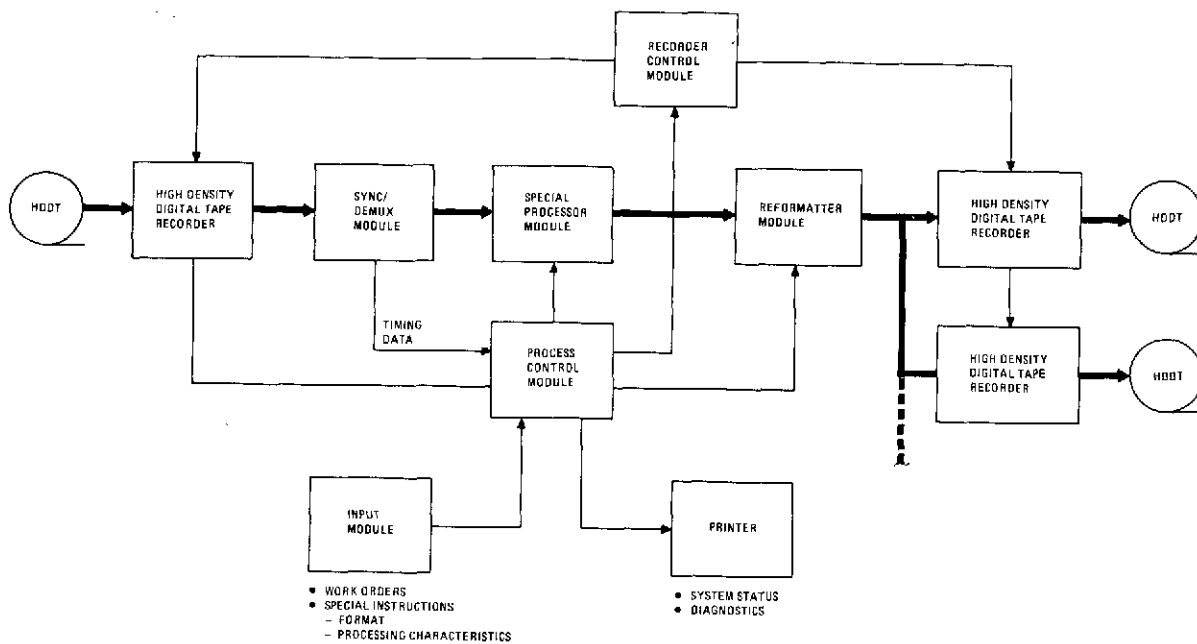 RECORDER
CONTROL
MODULE
HDDT
HIGH DENSITY
DIGITAL TAPE
RECORDER
SYNC/
DEMUX
MODULE
SPECIAL
PROCESSOR
MODULE
REFORMATTER
MODULE
HIGH DENSITY
DIGITAL TAPE
RECORDER
HDDT
TIMING
DATA
PROCESS
CONTROL
MODULE
HIGH DENSITY
DIGITAL TAPE
RECORDER
HDDT
INPUT
MODULE
PRINTER
● WORK ORDERS
● SPECIAL INSTRUCTIONS
– FORMAT
– PROCESSING CHARACTERISTICS
● SYSTEM STATUS
● DIAGNOSTICS